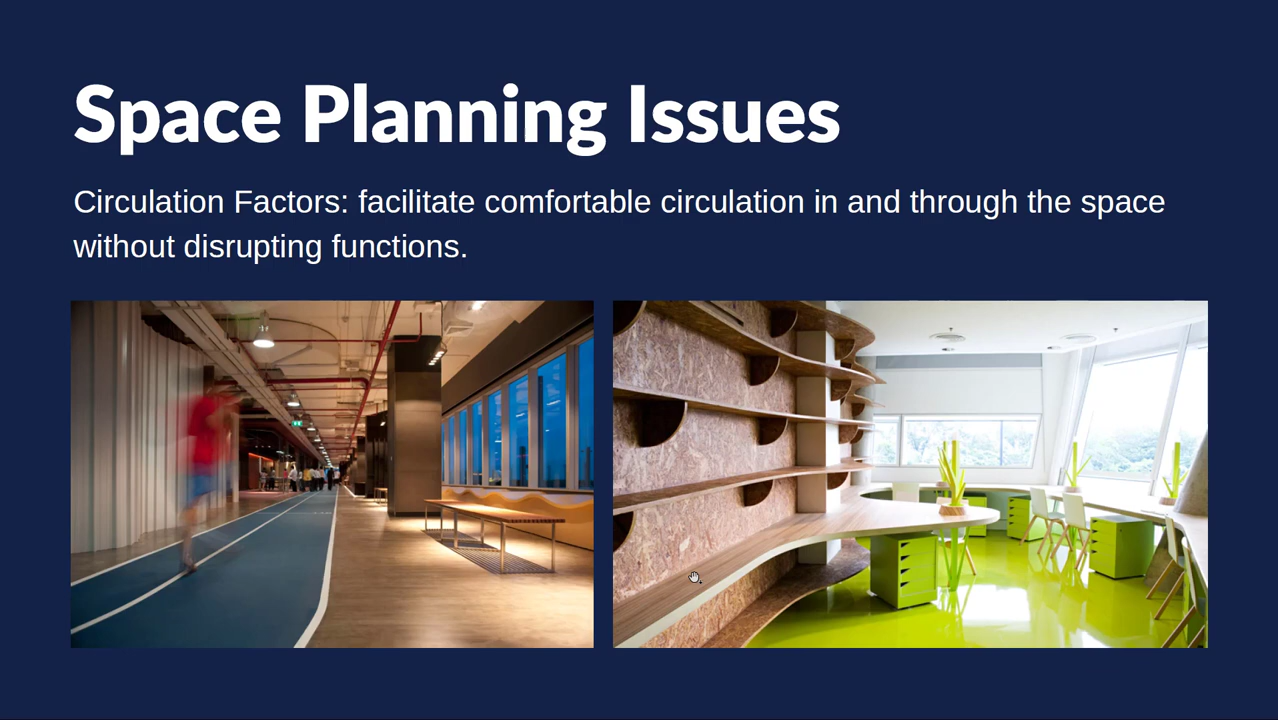 Space Planning Issues
Circulation Factors: facilitate comfortable circulation in and through the space
without disrupting functions.